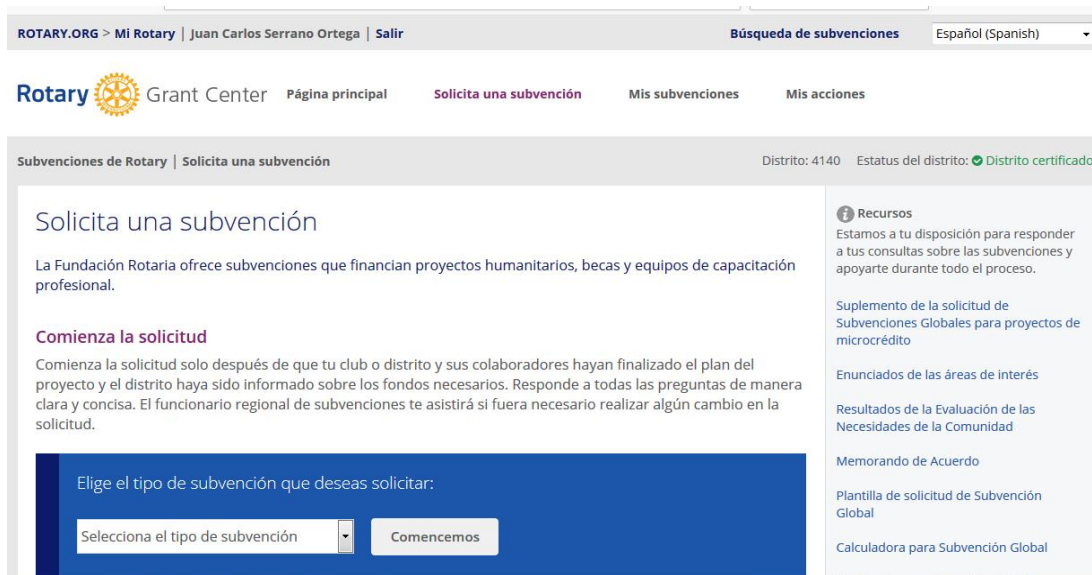 ROTARY.ORG > Mi Rotary | Juan Carlos Serrano Ortega | Salir
Búsqueda de subvenciones
Español (Spanish)
Rotary Grant Center
Página principal
Solicita una subvención
Mis subvenciones
Mis acciones
Subvenciones de Rotary | Solicita una subvención
Distrito: 4140 Estatus del distrito: Distrito certificado
Solicita una subvención
La Fundación Rotaria ofrece subvenciones que financian proyectos humanitarios, becas y equipos de capacitación
profesional.
Comienza la solicitud
Comienza la solicitud solo después de que tu club o distrito y sus colaboradores hayan finalizado el plan del
proyecto y el distrito haya sido informado sobre los fondos necesarios. Responde a todas las preguntas de manera
clara y concisa. El funcionario regional de subvenciones te asistirá si fuera necesario realizar algún cambio en la
solicitud.
Elige el tipo de subvención que deseas solicitar:
Selecciona el tipo de subvención
Comencemos
Recursos
Estamos a tu disposición para responder
a tus consultas sobre las subvenciones y
apoyarte durante todo el proceso.
Suplemento de la solicitud de
Subvenciones Globales para proyectos de
microcrédito
Enunciados de las áreas de interés
Resultados de la Evaluación de las
Necesidades de la Comunidad
Memorando de Acuerdo
Plantilla de solicitud de Subvención
Global
Calculadora para Subvención Global